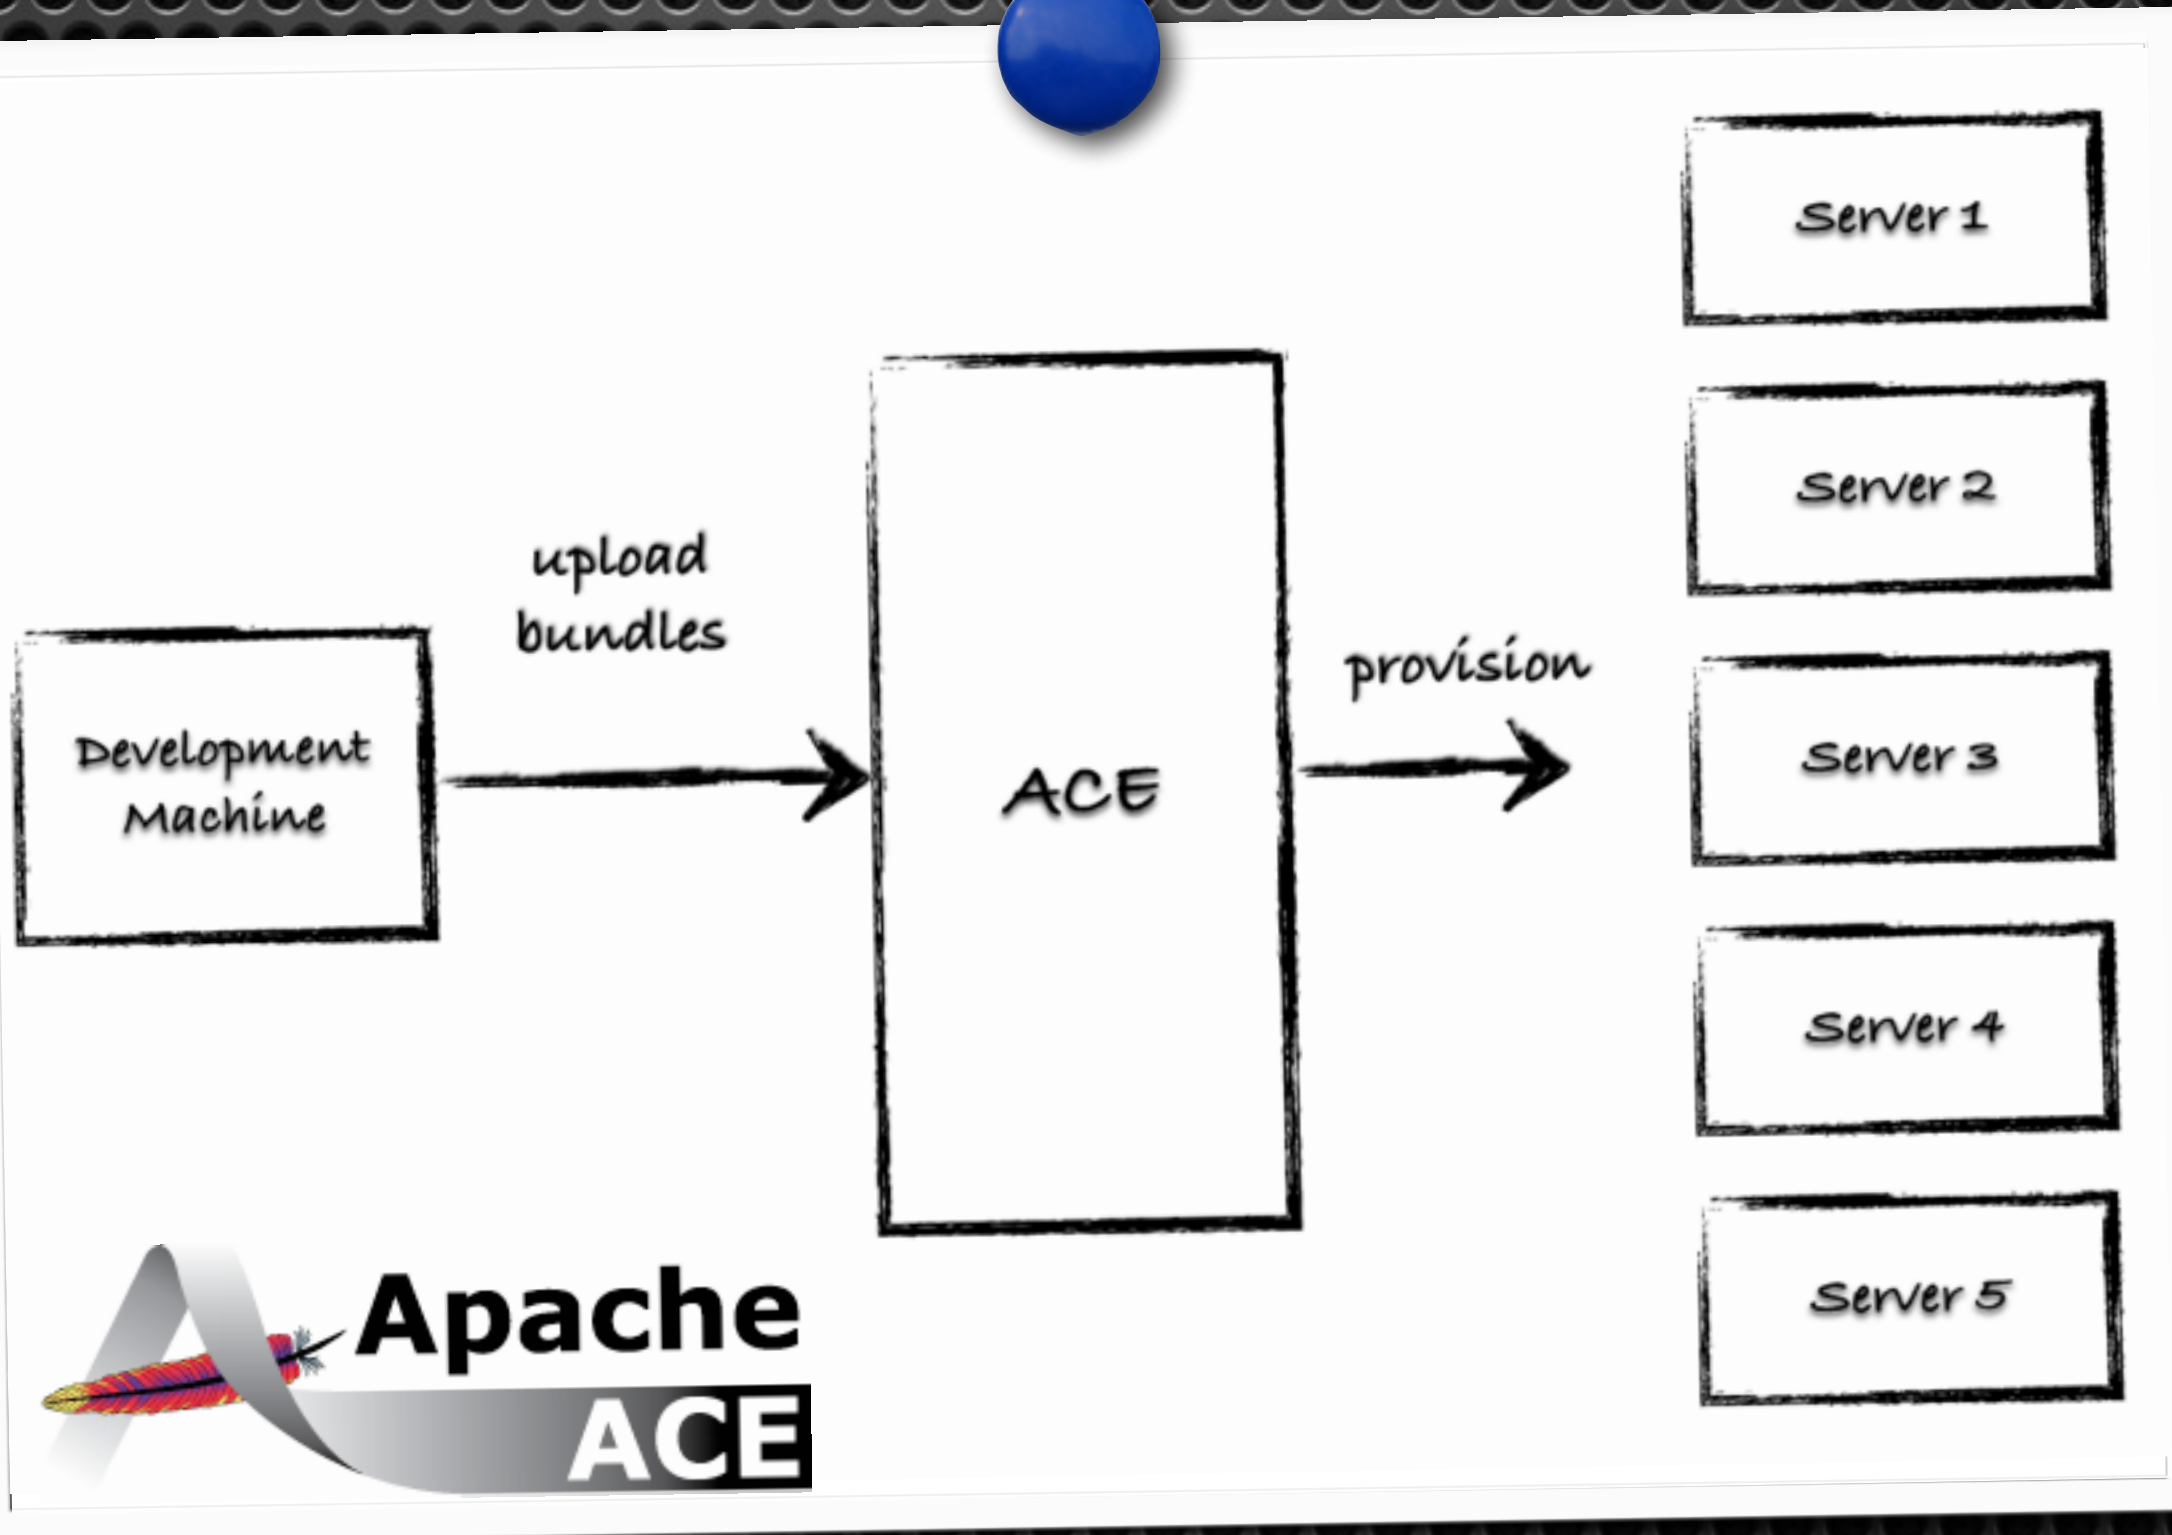 Server 1
Server 2
upload
bundles
provision
Development
Machine
ACE
Server 3
Server 4
Server 5
Apache
ACE